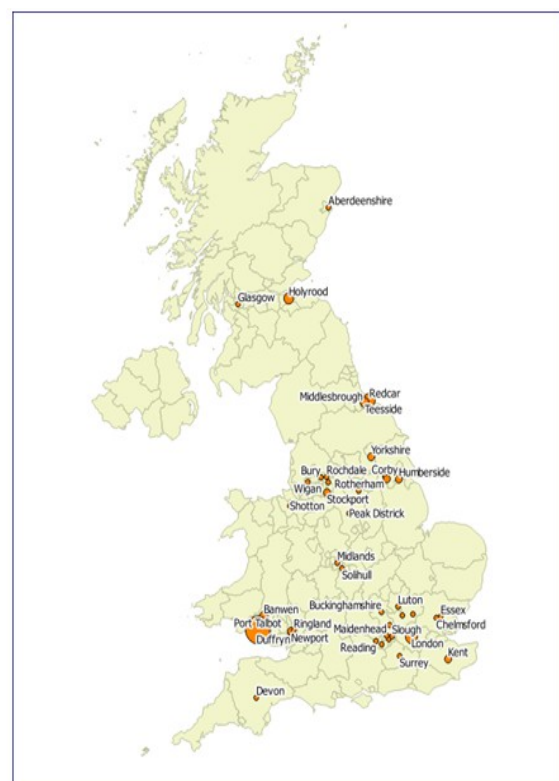 Aberdeenshire
Glasgow
Holyrood
Middlesbrough
Redcar
Teesside
Yorkshire
Bury
Rochdale
Corby
Humberside
Wigan
Rotherham
Stockport
Shotton
Peak Districk
Midlands
Solihull
Buckinghamshire
Luton
Essex
Chelmsford
Banwen
Port Talbot
Duffryn
Ringland
Newport
Maidenhead
Slough
London
Reading
Surrey
Kent
Devon